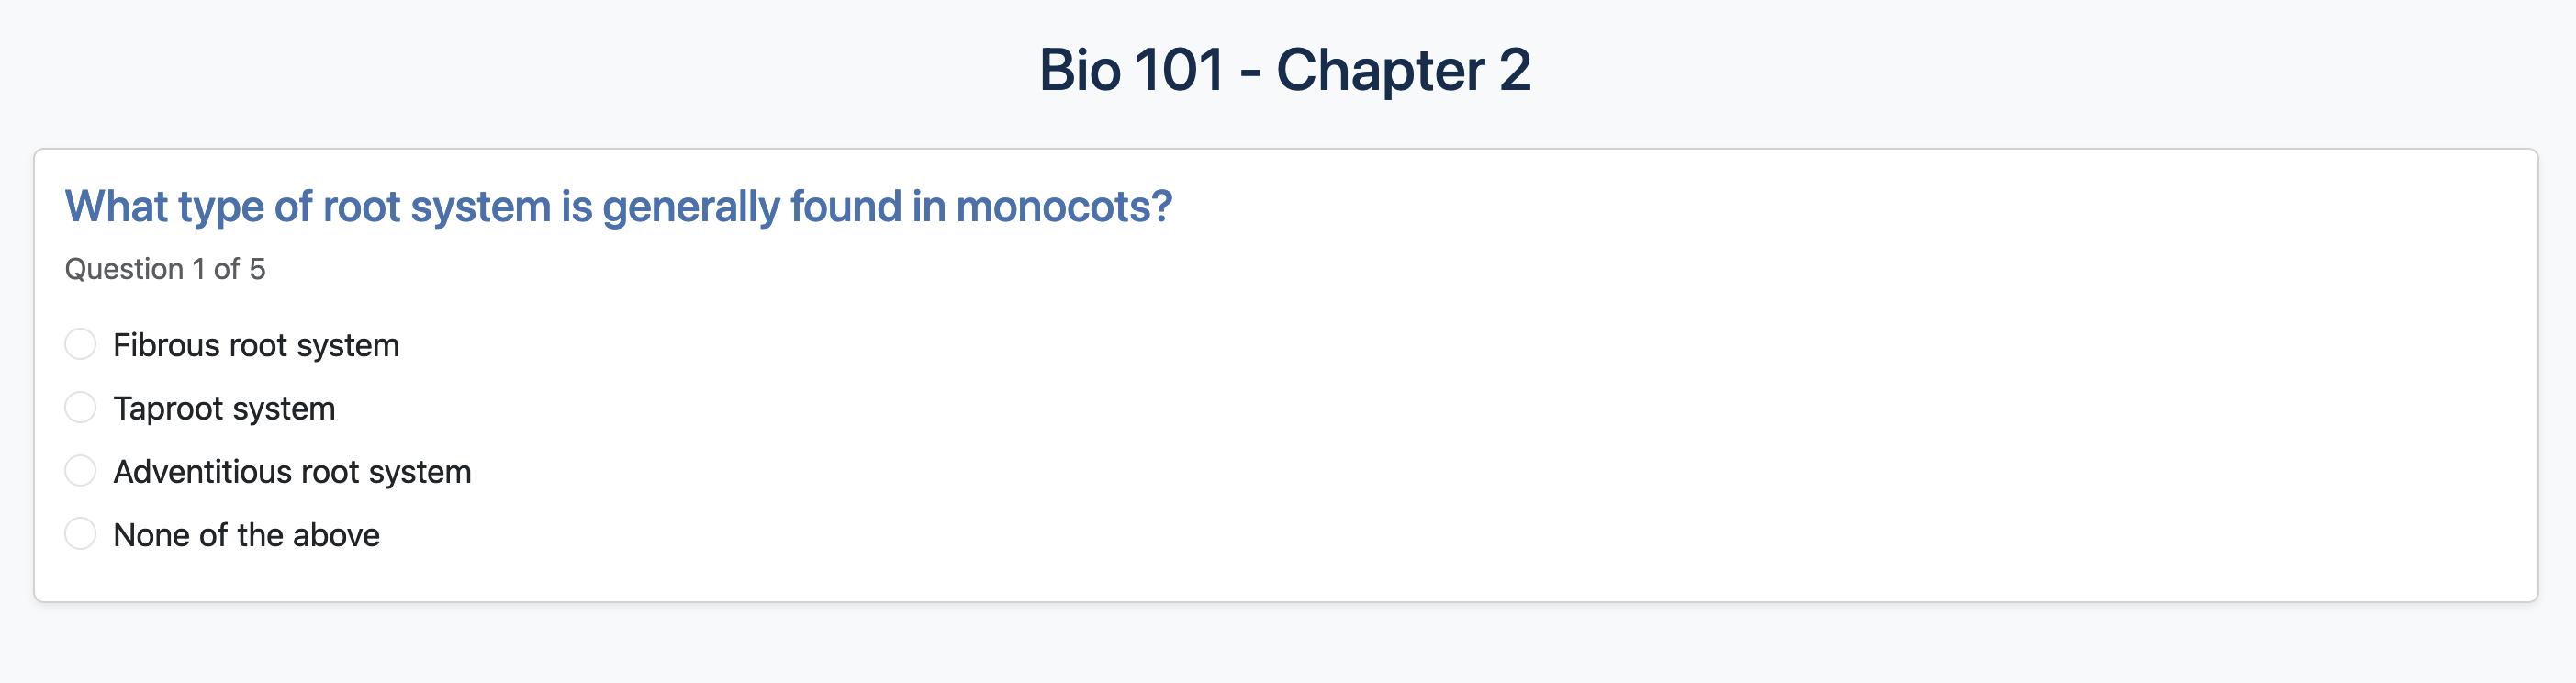 Bio 101 - Chapter 2
What type of root system is generally found in monocots?
Question 1 of 5
Fibrous root system
Taproot system
Adventitious root system
None of the above